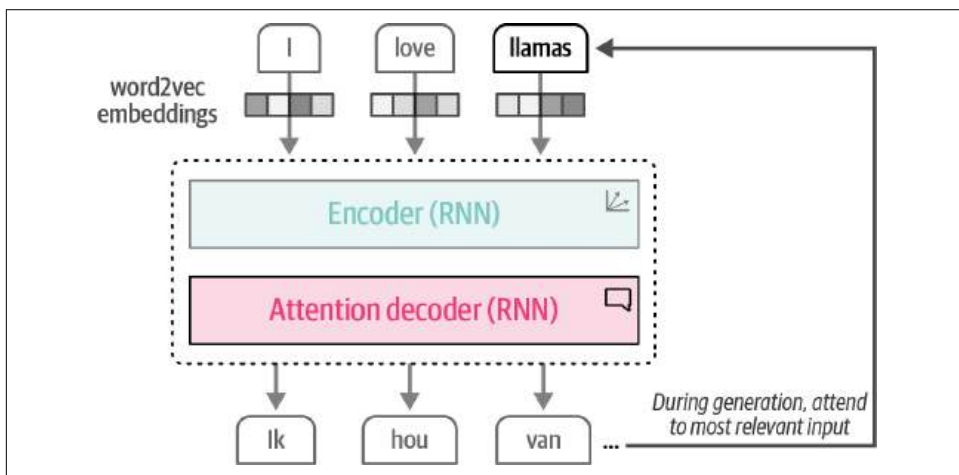 I love llamas
word2vec
embeddings
Encoder (RNN)
Attention decoder (RNN)
Ik hou van ...
During generation, attend
to most relevant input